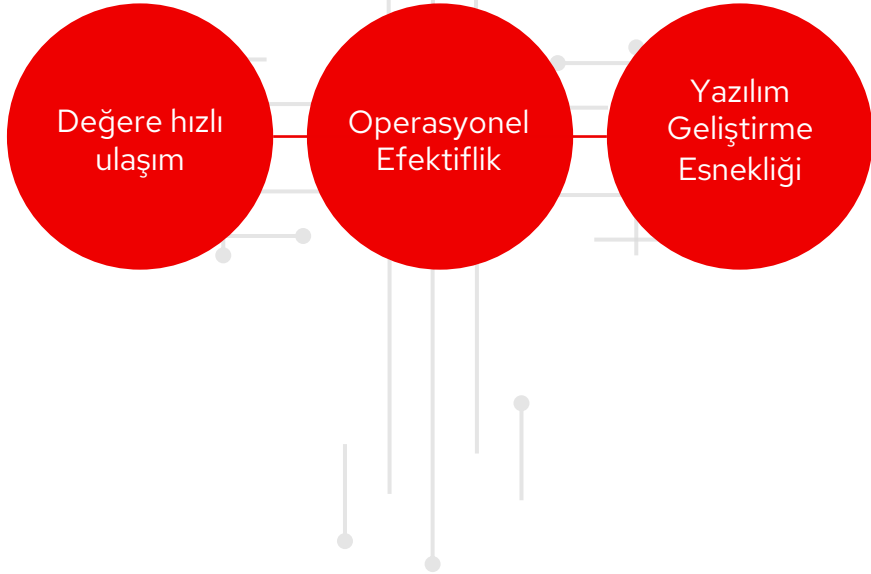 Değere hızlı
ulaşım
Operasyonel
Efektiflik
Yazılım
Geliştirme
Esnekliği